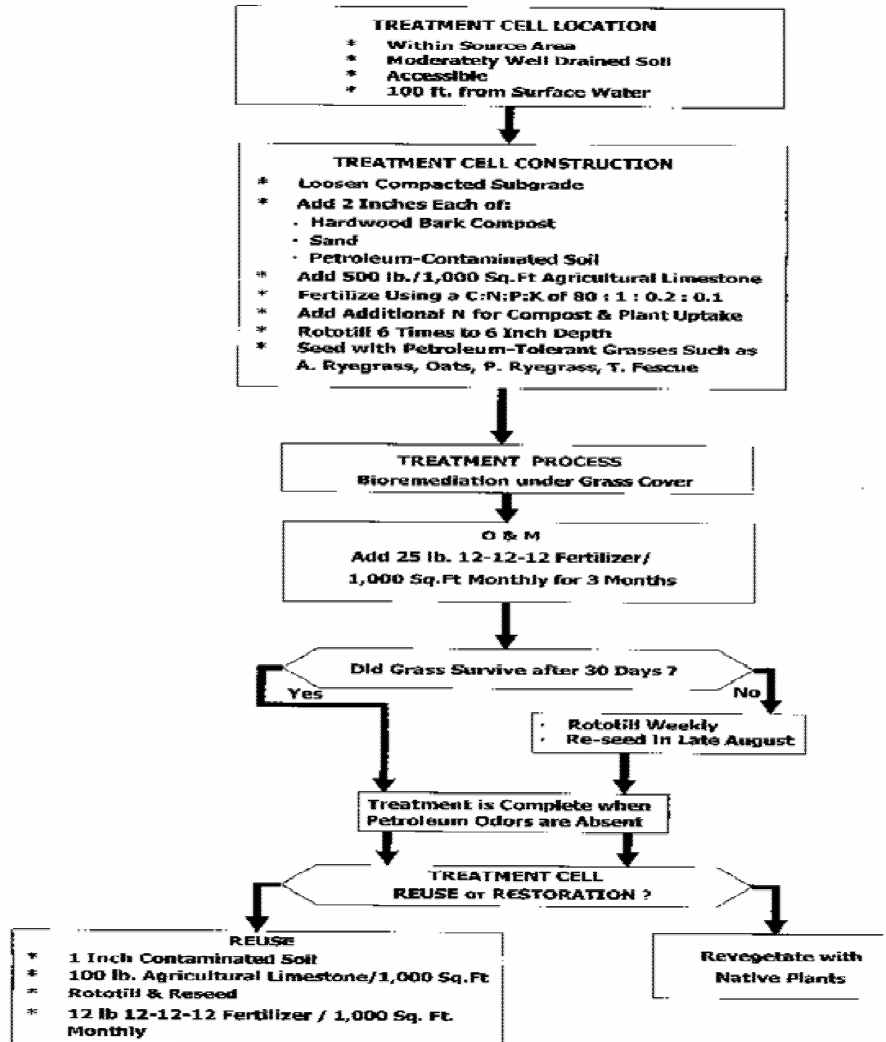 TREATMENT CELL LOCATION
* Within Source Area
* Moderately Well Drained Soil
* Accessible
* 100 ft. from Surface Water
TREATMENT CELL CONSTRUCTION
* Loosen Compacted Subgrade
* Add 2 Inches Each of:
· Hardwood Bark Compost
· Sand
· Petroleum-Contaminated Soil
* Add 500 lb./1,000 Sq.Ft Agricultural Limestone
* Fertilize Using a C:N:P:K of 80 : 1 : 0.2 : 0.1
* Add Additional N for Compost & Plant Uptake
* Rototill 6 Times to 6 Inch Depth
* Seed with Petroleum-Tolerant Grasses Such as
A. Ryegrass, Oats, P. Ryegrass, T. Fescue
TREATMENT PROCESS
Bioremediation under Grass Cover
O & M
Add 25 lb. 12-12-12 Fertilizer/
1,000 Sq.Ft Monthly for 3 Months
Did Grass Survive after 30 Days ?
Yes
No
· Rototill Weekly
· Re-seed in Late August
Treatment is Complete when
Petroleum Odors are Absent
TREATMENT CELL
REUSE or RESTORATION ?
REUSE
* 1 Inch Contaminated Soil
* 100 lb. Agricultural Limestone/1,000 Sq.Ft
* Rototill & Reseed
* 12 lb 12-12-12 Fertilizer / 1,000 Sq. Ft.
Monthly
Revegetate with
Native Plants